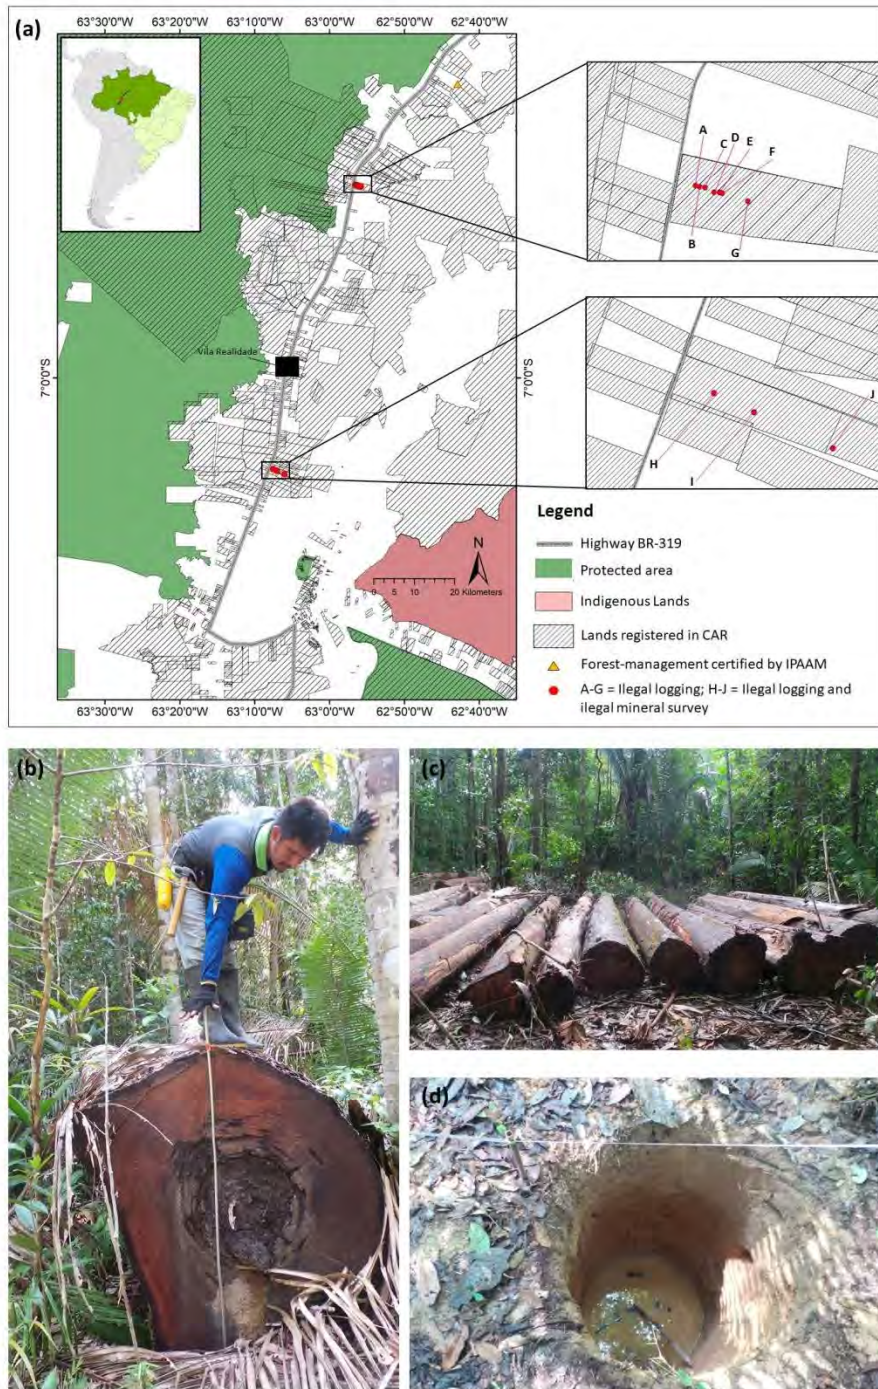 (a)
63°30'0"W 63°20'0"W 63°10'0"W 63°0'0"W 62°50'0"W 62°40'0"W
A
D
C
E
F
B
G
Vila Realidade
7°0'0"S
7°0'0"S
J
H
I
Legend
Highway BR-319
Protected area
Indigenous Lands
Lands registered in CAR
Forest-management certified by IPAAM
A-G = Ilegal logging; H-J = Ilegal logging and
ilegal mineral survey
N
0 5 10 20 Kilometers
63°30'0"W 63°20'0"W 63°10'0"W 63°0'0"W 62°50'0"W 62°40'0"W
(b)
(c)
(d)